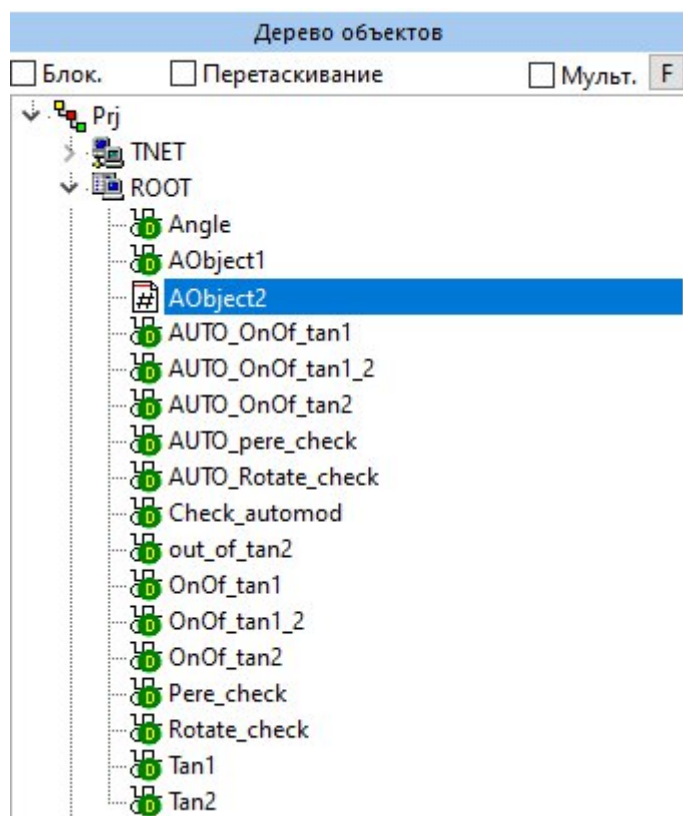 Дерево объектов
Блок. Перетаскивание Мульт. F
Prj
TNET
ROOT
Angle
AObject1
AObject2
AUTO_OnOf_tan1
AUTO_OnOf_tan1_2
AUTO_OnOf_tan2
AUTO_pere_check
AUTO_Rotate_check
Check_automod
out_of_tan2
OnOf_tan1
OnOf_tan1_2
OnOf_tan2
Pere_check
Rotate_check
Tan1
Tan2